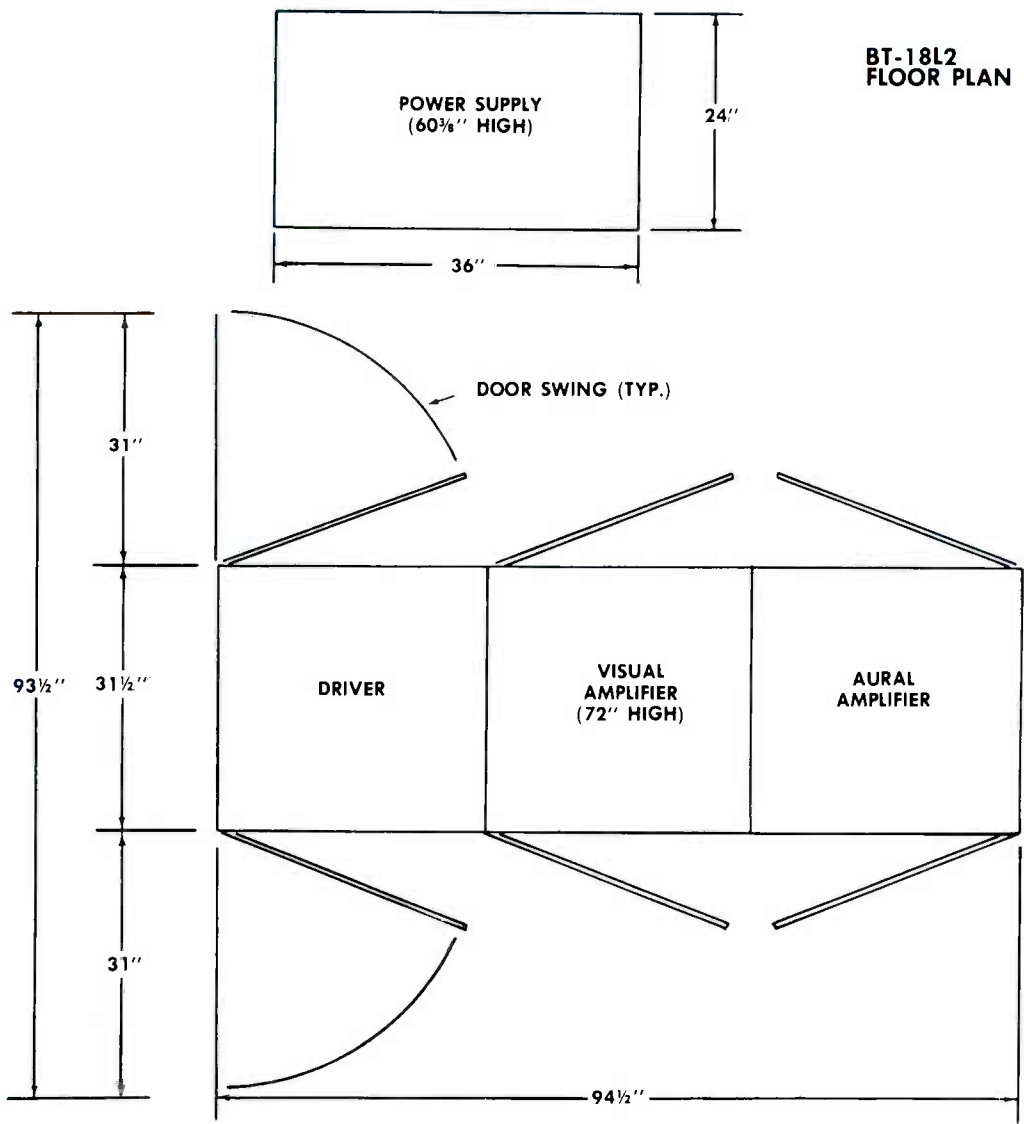 BT-18L2
FLOOR PLAN
POWER SUPPLY
(60⅜'' HIGH)
24''
36''
DOOR SWING (TYP.)
31''
93½''
31½''
DRIVER
VISUAL
AMPLIFIER
(72'' HIGH)
AURAL
AMPLIFIER
31''
94½''